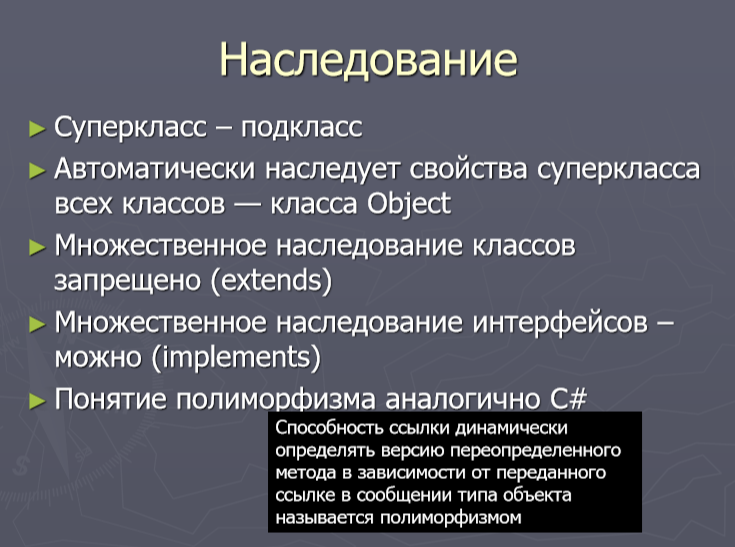 Наследование
► Суперкласс – подкласс
► Автоматически наследует свойства суперкласса
всех классов — класса Object
► Множественное наследование классов
запрещено (extends)
► Множественное наследование интерфейсов –
можно (implements)
► Понятие полиморфизма аналогично C#
Способность ссылки динамически
определять версию переопределенного
метода в зависимости от переданного
ссылке в сообщении типа объекта
называется полиморфизмом
S